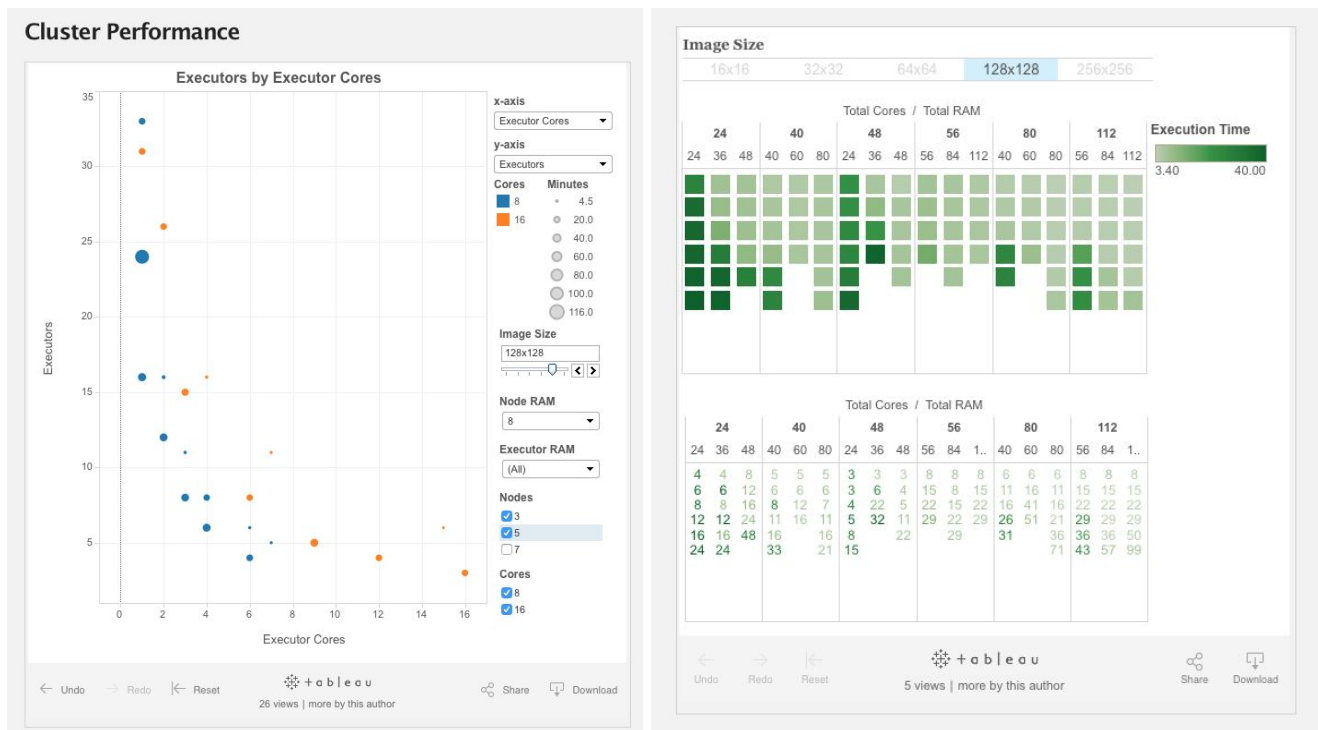 Cluster Performance
Executors by Executor Cores
35
30
25
20
15
10
5
Executors
0 2 4 6 8 10 12 14 16
Executor Cores
x-axis
Executor Cores
y-axis
Executors
Cores Minutes
8 4.5
16 20.0
40.0
60.0
80.0
100.0
116.0
Image Size
128x128
Node RAM
8
Executor RAM
(All)
Nodes
3
5
7
Cores
8
16
Undo Redo Reset
+ a b l e a u
26 views | more by this author
Share Download
Image Size
16x16 32x32 64x64 128x128 256x256
Total Cores / Total RAM
24 40 48 56 80 112
24 36 48 40 60 80 24 36 48 56 84 112 40 60 80 56 84 112
Execution Time
3.40 40.00
Total Cores / Total RAM
24 40 48 56 80 112
24 36 48 40 60 80 24 36 48 56 84 1.. 40 60 80 56 84 1..
4 4 8 5 5 5 3 3 3 8 8 8 6 6 6 8 8 8
6 6 12 6 6 6 3 6 4 15 8 15 11 16 11 15 15 15
8 8 16 8 12 7 4 22 5 22 15 22 16 41 16 22 22 22
12 12 24 11 16 11 5 32 11 29 22 29 26 51 21 29 29 29
16 16 48 16 16 8 22 29 31 36 36 36 50
24 24 33 21 15 71 43 57 99
Undo Redo Reset
+ a b l e a u
5 views | more by this author
Share Download